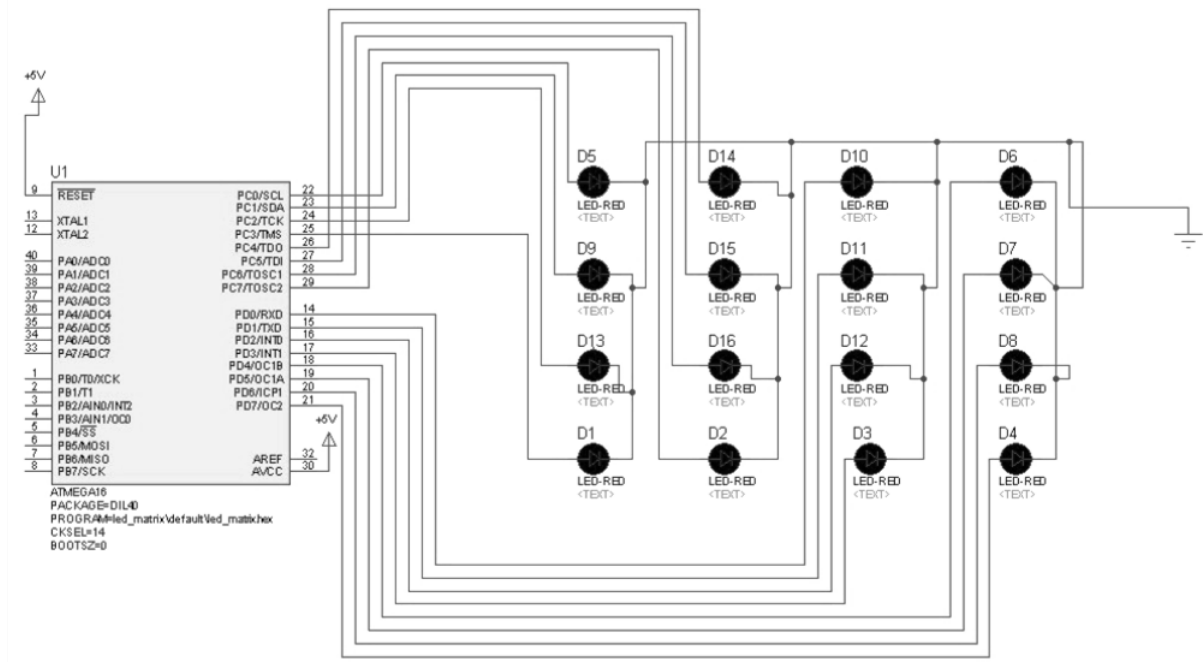 +5V
U1
9 RESET
13 XTAL1
12 XTAL2
40 PA0/ADC0
39 PA1/ADC1
38 PA2/ADC2
37 PA3/ADC3
36 PA4/ADC4
35 PA5/ADC5
34 PA6/ADC6
33 PA7/ADC7
1 PB0/T0/XCK
2 PB1/T1
3 PB2/AIN0/INT2
4 PB3/AIN1/OC0
5 PB4/SS
6 PB5/MOSI
7 PB6/MISO
8 PB7/SCK
PC0/SCL 22
PC1/SDA 23
PC2/TCK 24
PC3/TMS 25
PC4/TDO 26
PC5/TDI 27
PC6/TOSC1 28
PC7/TOSC2 29
PD0/RXD 14
PD1/TXD 15
PD2/INT0 16
PD3/INT1 17
PD4/OC1B 18
PD5/OC1A 19
PD6/ICP1 20
PD7/OC2 21
+5V
AREF 32
AVCC 30
ATMEGA16
PACKAGE=DIL40
PROGRAM=led_matrix\default\led_matrix.hex
CKSEL=14
BOOTSZ=0
D5 D14 D10 D6
LED-RED LED-RED LED-RED LED-RED
<TEXT> <TEXT> <TEXT> <TEXT>
D9 D15 D11 D7
LED-RED LED-RED LED-RED LED-RED
<TEXT> <TEXT> <TEXT> <TEXT>
D13 D16 D12 D8
LED-RED LED-RED LED-RED LED-RED
<TEXT> <TEXT> <TEXT> <TEXT>
D1 D2 D3 D4
LED-RED LED-RED LED-RED LED-RED
<TEXT> <TEXT> <TEXT> <TEXT>